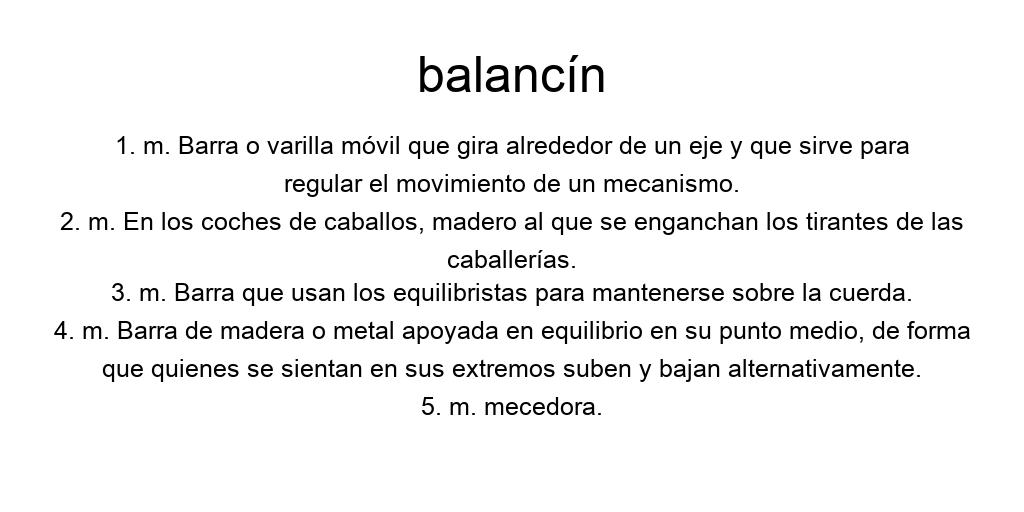 balancín
1. m. Barra o varilla móvil que gira alrededor de un eje y que sirve para
regular el movimiento de un mecanismo.
2. m. En los coches de caballos, madero al que se enganchan los tirantes de las
caballerías.
3. m. Barra que usan los equilibristas para mantenerse sobre la cuerda.
4. m. Barra de madera o metal apoyada en equilibrio en su punto medio, de forma
que quienes se sientan en sus extremos suben y bajan alternativamente.
5. m. mecedora.